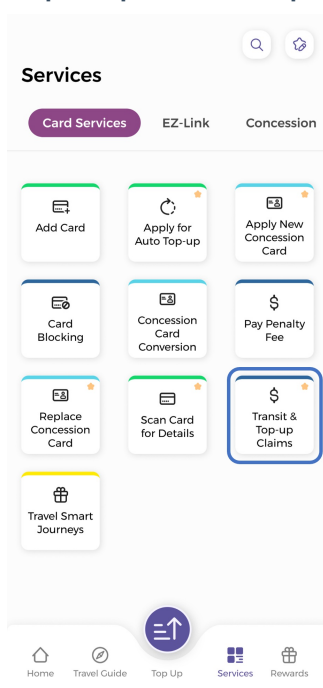 Services
Card Services
EZ-Link
Concession
Add Card
Apply for
Auto Top-up
Apply New
Concession
Card
Card
Blocking
Concession
Card
Conversion
Pay Penalty
Fee
Replace
Concession
Card
Scan Card
for Details
Transit &
Top-up
Claims
Travel Smart
Journeys
Home
Travel Guide
Top Up
Services
Rewards